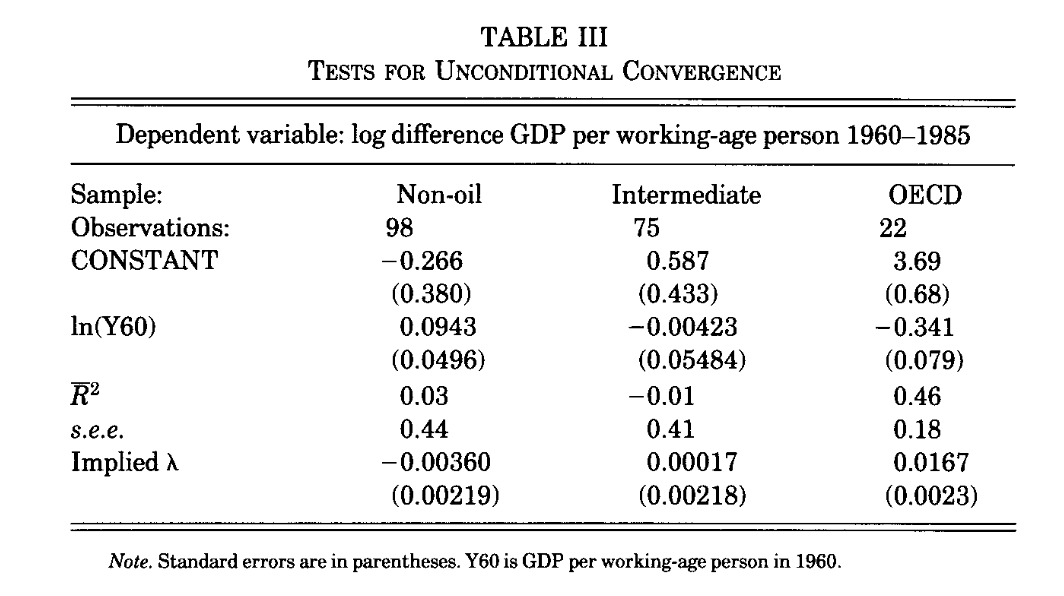 TABLE III
TESTS FOR UNCONDITIONAL CONVERGENCE
Dependent variable: log difference GDP per working-age person 1960–1985
Sample: Non-oil Intermediate OECD
Observations: 98 75 22
CONSTANT −0.266 0.587 3.69
(0.380) (0.433) (0.68)
ln(Y60) 0.0943 −0.00423 −0.341
(0.0496) (0.05484) (0.079)
R̅² 0.03 −0.01 0.46
s.e.e. 0.44 0.41 0.18
Implied λ −0.00360 0.00017 0.0167
(0.00219) (0.00218) (0.0023)
Note. Standard errors are in parentheses. Y60 is GDP per working-age person in 1960.